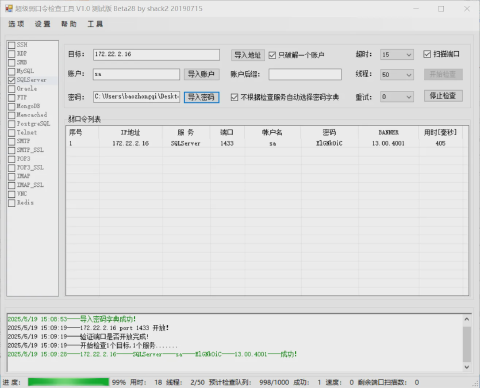 超级弱口令检查工具 V1.0 测试版 Beta28 by shack2 20190715
选项 设置 帮助 工具
SSH
RDP
SMB
MySQL
SQLServer
Oracle
FTP
MongoDB
Memcached
PostgreSQL
Telnet
SMTP
SMTP_SSL
POP3
POP3_SSL
IMAP
IMAP_SSL
VNC
Redis
目标: 172.22.2.16 导入地址 只破解一个账户 超时: 15 扫描端口
账户: sa 导入账户 账户后缀: 线程: 50 开始检查
密码: 导入密码 不根据检查服务自动选择密码字典 重试: 0 停止检查
弱口令列表
序号 IP地址 服务 端口 帐户名 密码 BANNER 用时[毫秒]
1 172.22.2.16 SQLServer 1433 sa 13.00.4001 405
2025/5/19 15:08:53----导入密码字典成功!
2025/5/19 15:09:19----172.22.2.16 port 1433 开放!
2025/5/19 15:09:19----验证端口是否开放完成!
2025/5/19 15:09:19----开始检查1个目标,1个服务.......
2025/5/19 15:09:28----172.22.2.16----SQLServer----sa----13.00.4001----成功!
进度: 99% 用时: 18 线程: 2/50 预计检查队列: 998/1000 成功: 1 速度: 0 剩余端口扫描数: 0